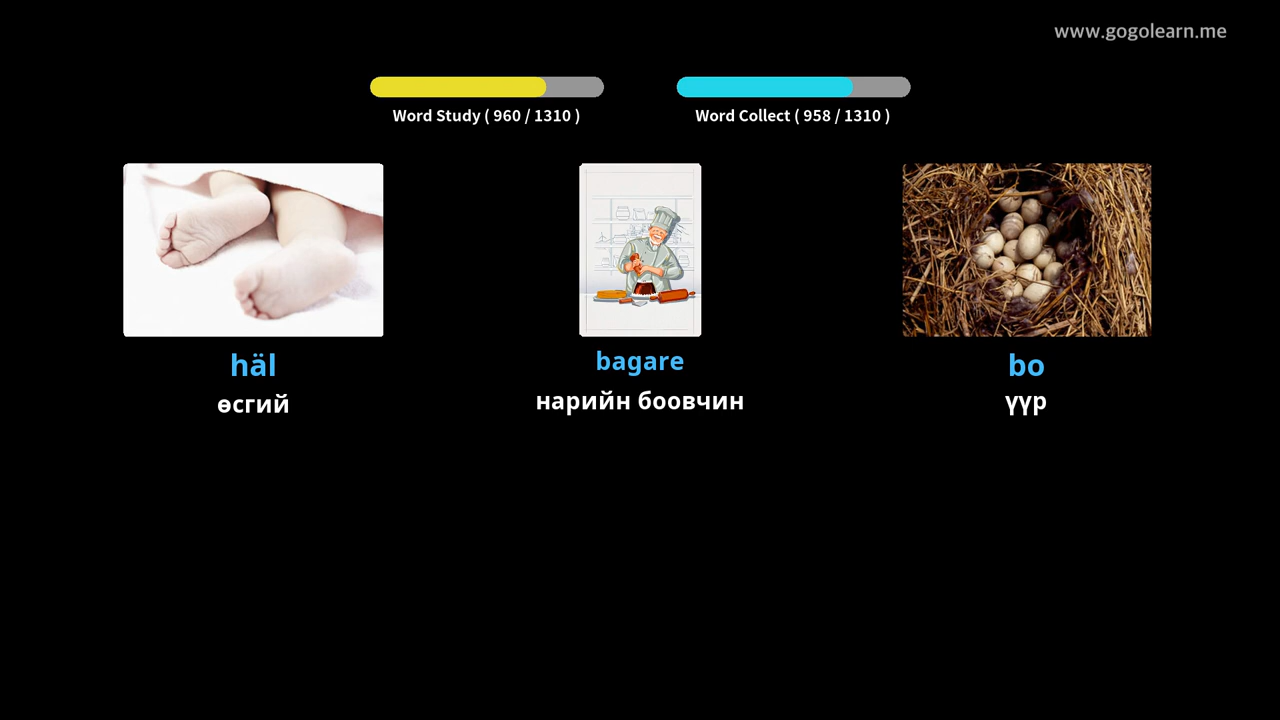 www.gogolearn.me
Word Study ( 960 / 1310 )
Word Collect ( 958 / 1310 )
häl
өсгий
bagare
нарийн боовчин
bo
үүр